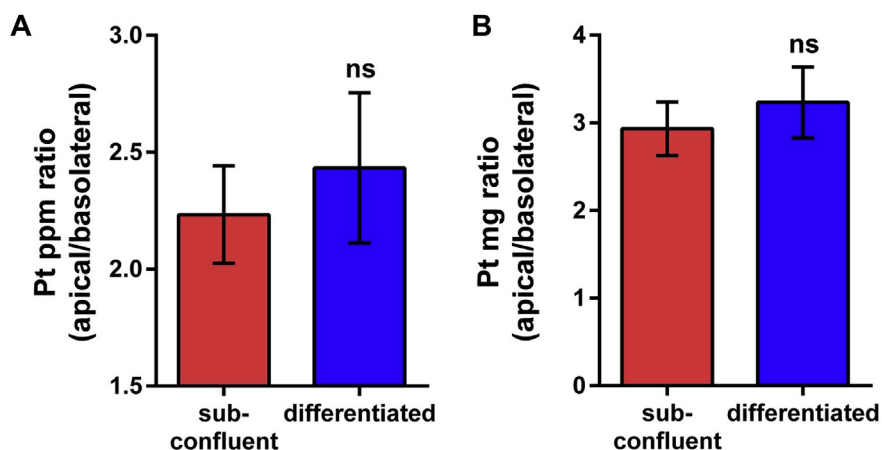 A
Pt ppm ratio
(apical/basolateral)
3.0
2.5
2.0
1.5
ns
sub-
confluent
differentiated
B
Pt mg ratio
(apical/basolateral)
4
3
2
1
0
ns
sub-
confluent
differentiated